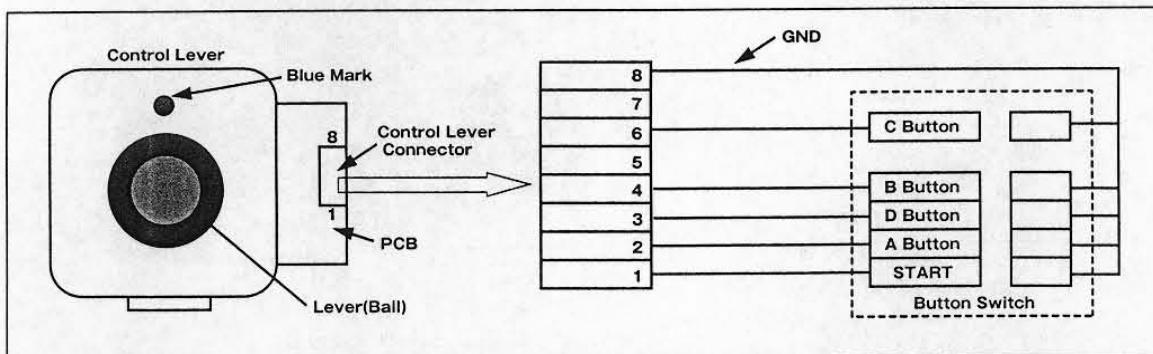 Control Lever
Blue Mark
8
Control Lever
Connector
1
PCB
Lever(Ball)
GND
8
7
6
5
4
3
2
1
C Button
B Button
D Button
A Button
START
Button Switch